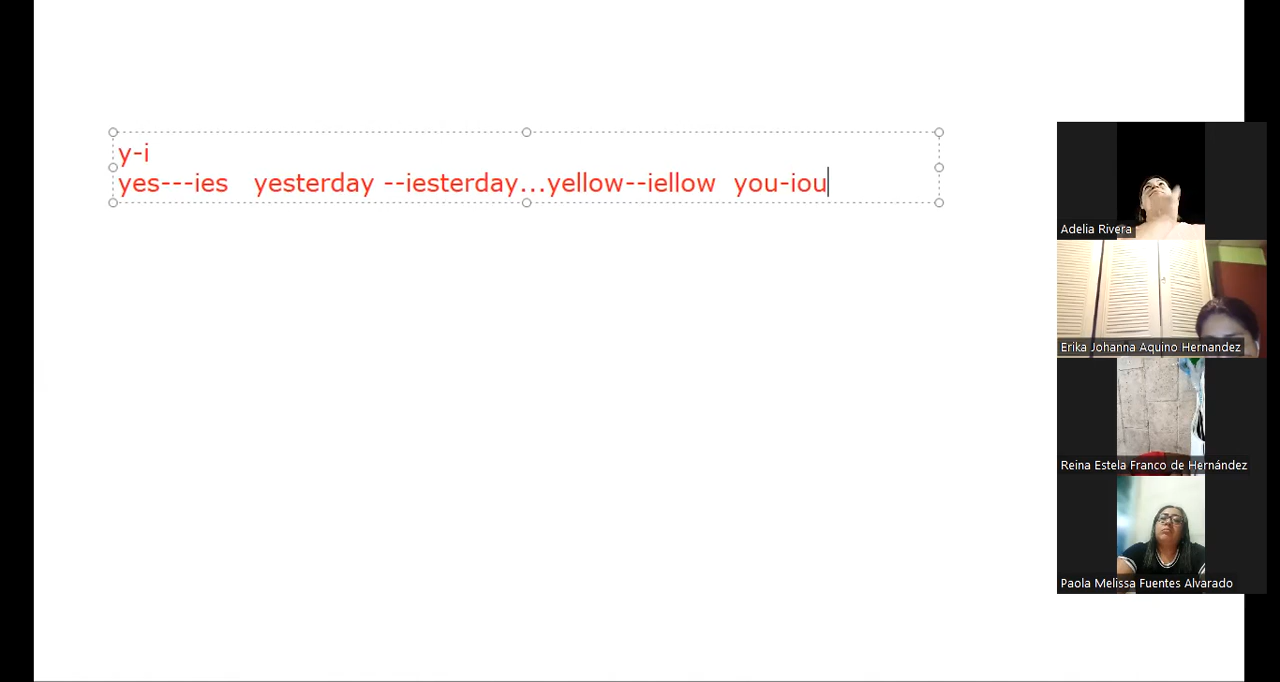 y-i
yes---ies yesterday --iesterday...yellow--iellow you-iou
Adelia Rivera
Erika Johanna Aquino Hernandez
Reina Estela Franco de Hernández
Paola Melissa Fuentes Alvarado